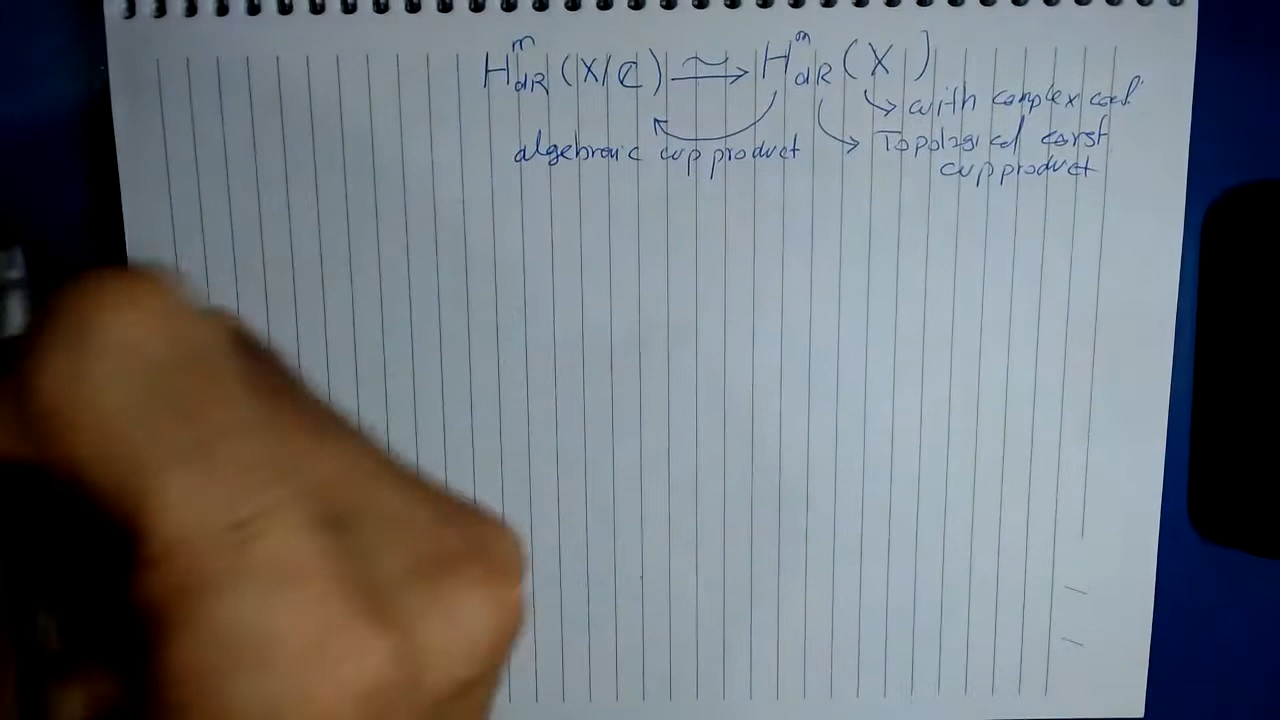 H^m_dR (X/ℂ) ⥲ H^m_dR (X)
with complex coef.
algebraic cup product
Topological const
cup product